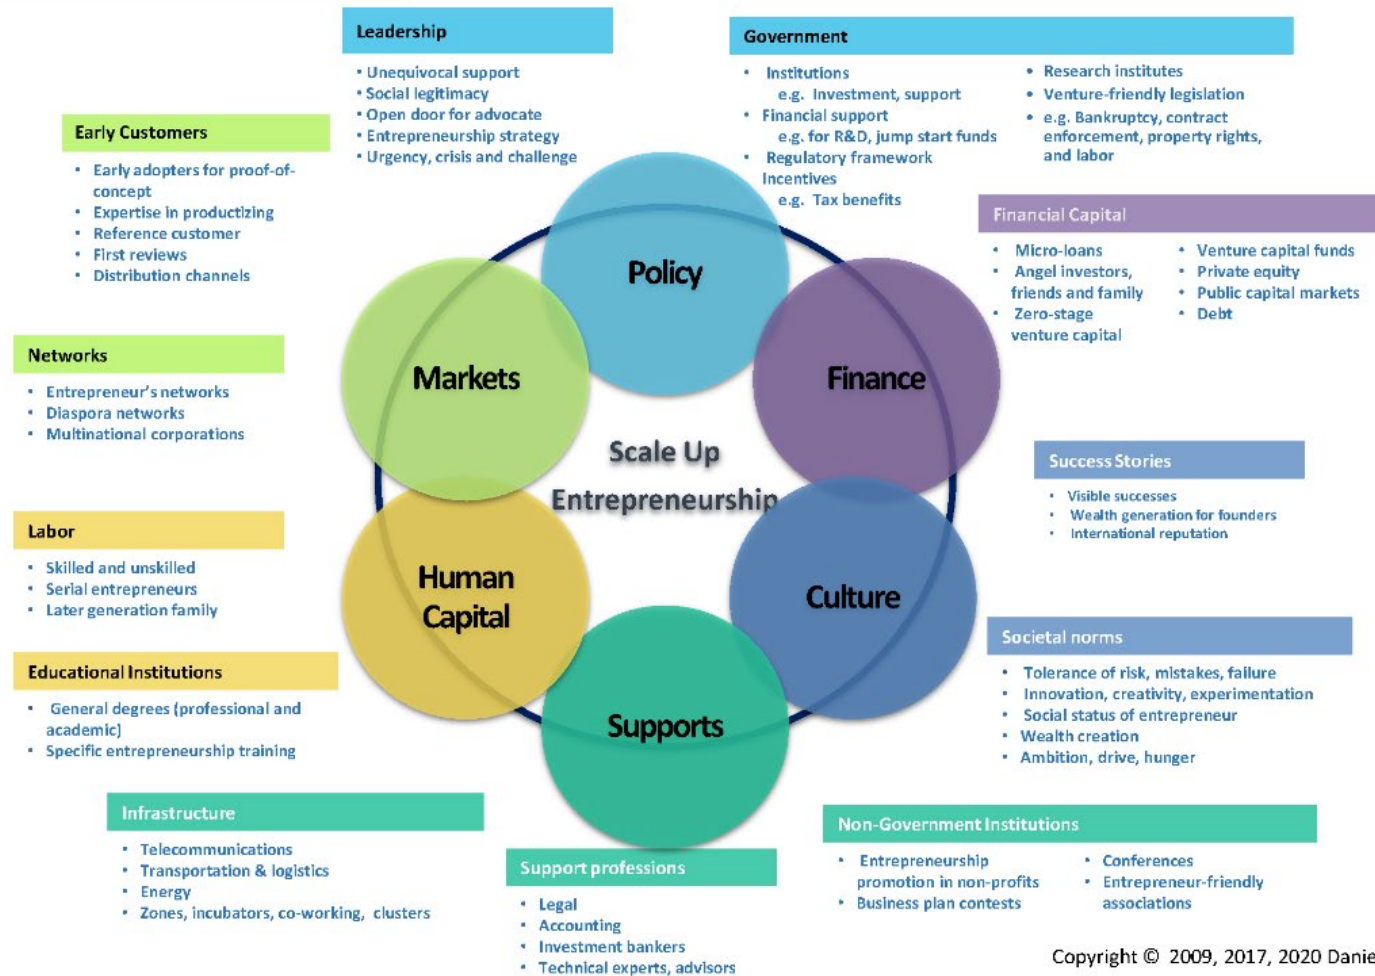 Leadership
• Unequivocal support
• Social legitimacy
• Open door for advocate
• Entrepreneurship strategy
• Urgency, crisis and challenge
Government
• Institutions
e.g. Investment, support
• Financial support
e.g. for R&D, jump start funds
• Regulatory framework
Incentives
e.g. Tax benefits
• Research institutes
• Venture-friendly legislation
• e.g. Bankruptcy, contract
enforcement, property rights,
and labor
Early Customers
• Early adopters for proof-of-
concept
• Expertise in productizing
• Reference customer
• First reviews
• Distribution channels
Financial Capital
• Micro-loans
• Angel investors,
friends and family
• Zero-stage
venture capital
• Venture capital funds
• Private equity
• Public capital markets
• Debt
Networks
• Entrepreneur's networks
• Diaspora networks
• Multinational corporations
Policy
Markets
Finance
Scale Up
Entrepreneurship
Human
Capital
Culture
Supports
Success Stories
• Visible successes
• Wealth generation for founders
• International reputation
Labor
• Skilled and unskilled
• Serial entrepreneurs
• Later generation family
Societal norms
• Tolerance of risk, mistakes, failure
• Innovation, creativity, experimentation
• Social status of entrepreneur
• Wealth creation
• Ambition, drive, hunger
Educational Institutions
• General degrees (professional and
academic)
• Specific entrepreneurship training
Infrastructure
• Telecommunications
• Transportation & logistics
• Energy
• Zones, incubators, co-working, clusters
Support professions
• Legal
• Accounting
• Investment bankers
• Technical experts, advisors
Non-Government Institutions
• Entrepreneurship
promotion in non-profits
• Business plan contests
• Conferences
• Entrepreneur-friendly
associations
Copyright © 2009, 2017, 2020 Danie